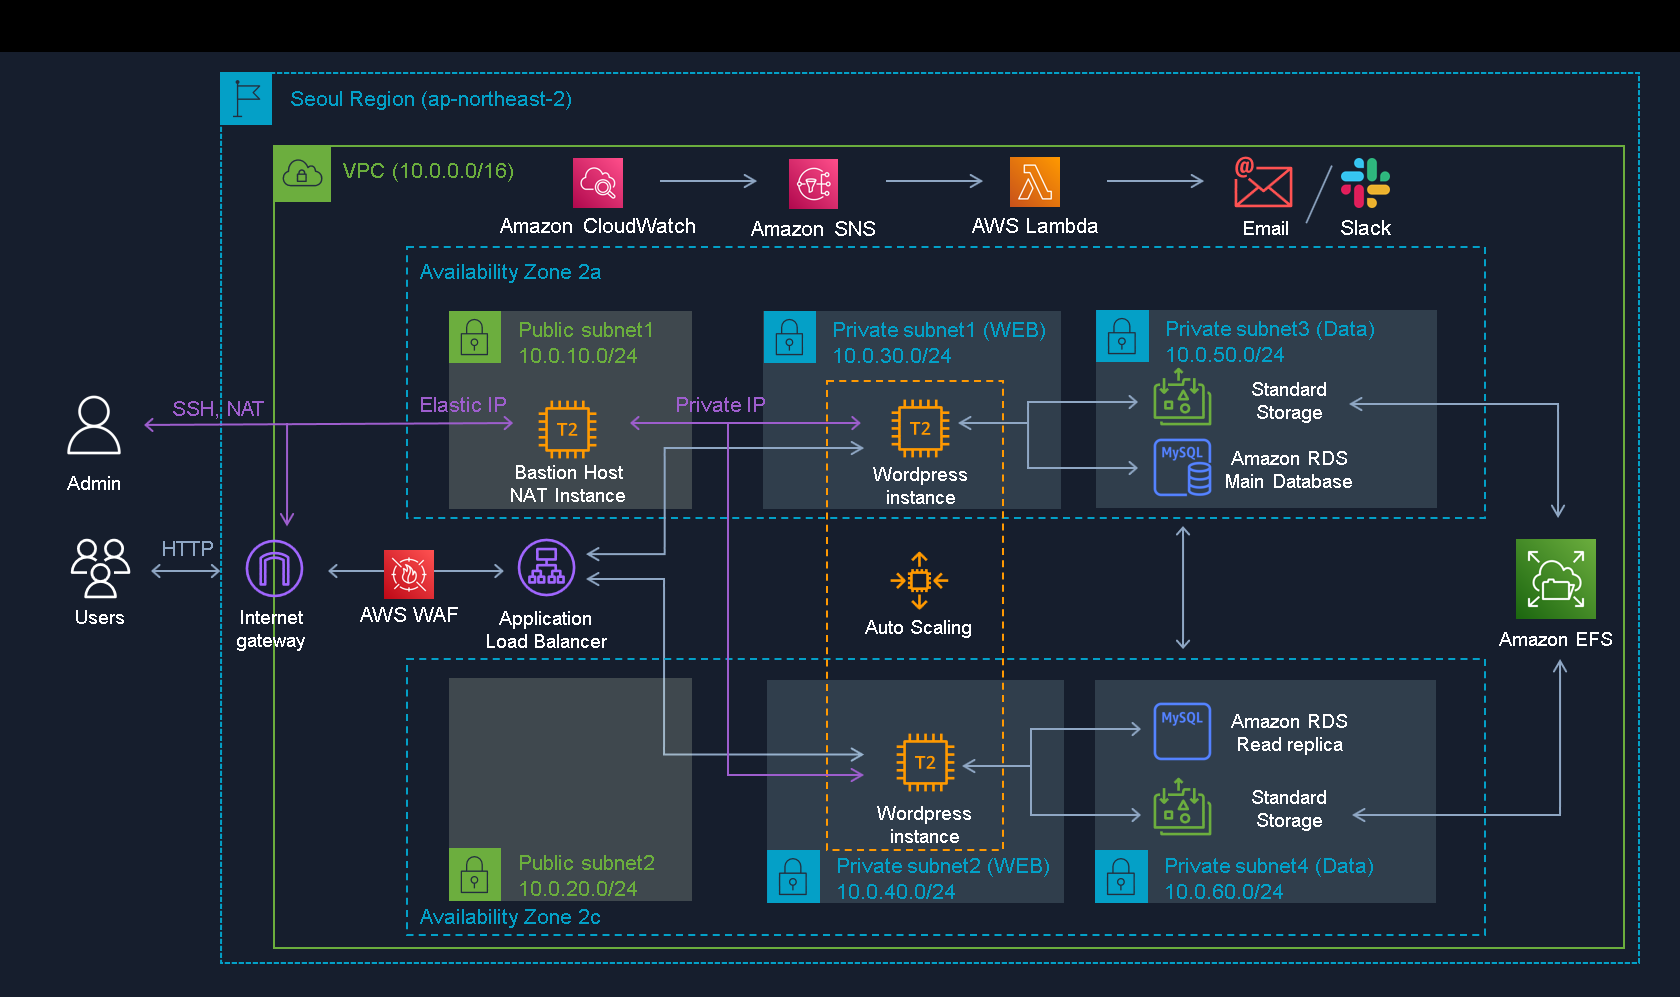 Seoul Region (ap-northeast-2)
VPC (10.0.0.0/16)
Amazon CloudWatch
Amazon SNS
AWS Lambda
@
Email
Slack
Availability Zone 2a
Public subnet1
10.0.10.0/24
Private subnet1 (WEB)
10.0.30.0/24
Private subnet3 (Data)
10.0.50.0/24
SSH, NAT
Elastic IP
Private IP
T2
Bastion Host
NAT Instance
T2
Wordpress
instance
Standard
Storage
MySQL
Amazon RDS
Main Database
Admin
HTTP
Users
Internet
gateway
AWS WAF
Application
Load Balancer
Auto Scaling
Amazon EFS
T2
Wordpress
instance
MySQL
Amazon RDS
Read replica
Standard
Storage
Public subnet2
10.0.20.0/24
Private subnet2 (WEB)
10.0.40.0/24
Private subnet4 (Data)
10.0.60.0/24
Availability Zone 2c